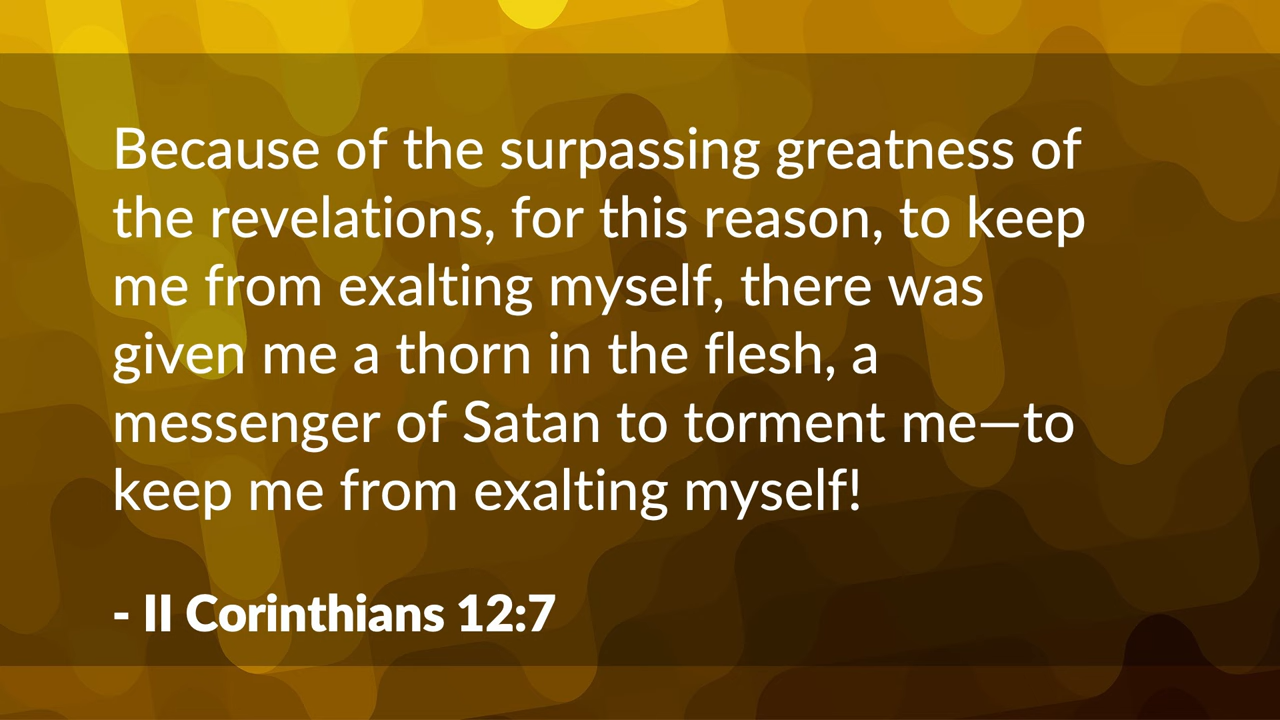 Because of the surpassing greatness of
the revelations, for this reason, to keep
me from exalting myself, there was
given me a thorn in the flesh, a
messenger of Satan to torment me—to
keep me from exalting myself!
- II Corinthians 12:7